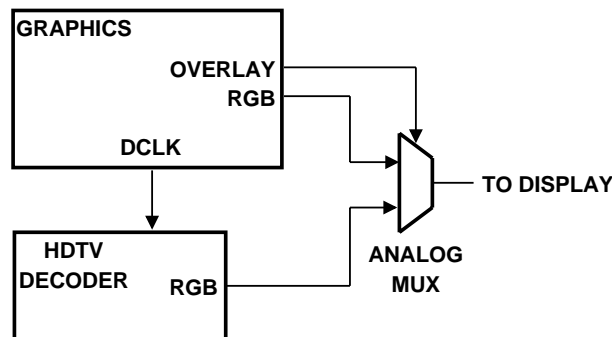 GRAPHICS
OVERLAY
RGB
DCLK
TO DISPLAY
HDTV
DECODER
RGB
ANALOG
MUX